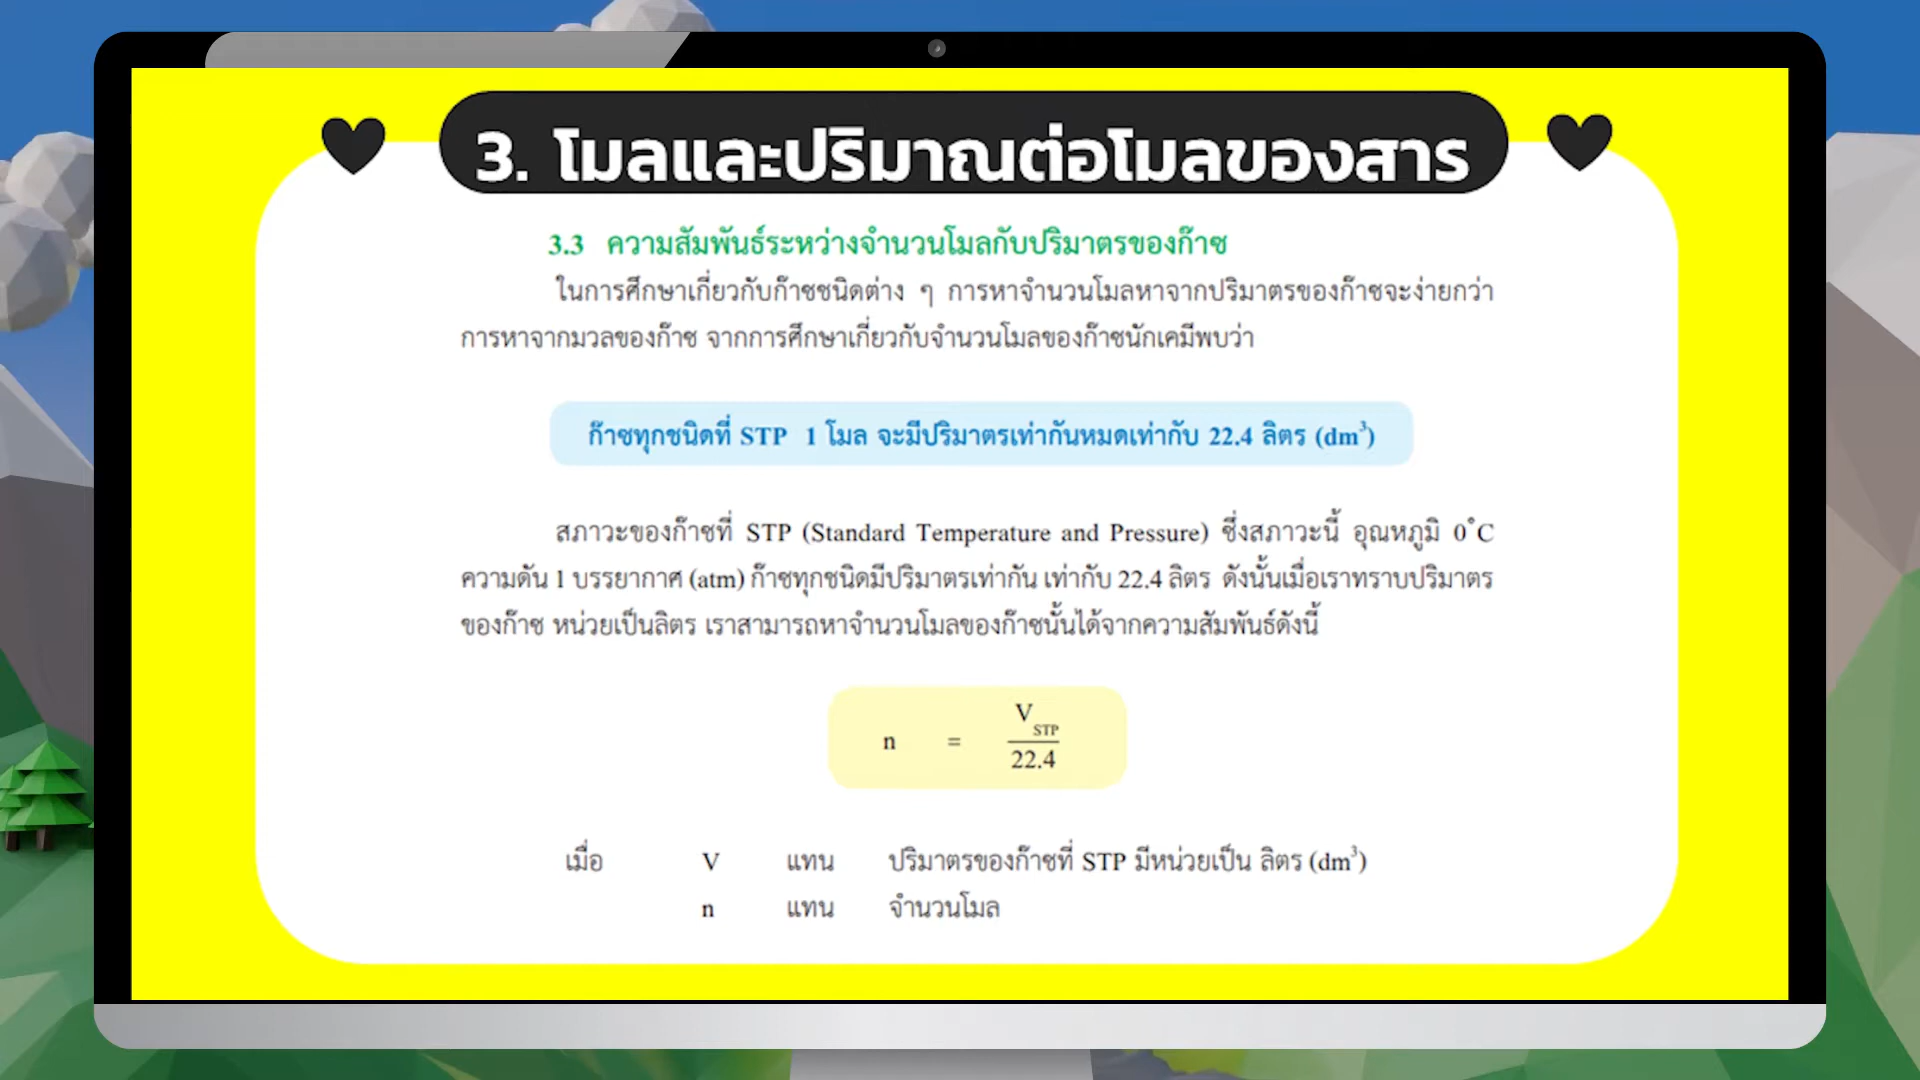 3. โมลและปริมาณต่อโมลของสาร
3.3 ความสัมพันธ์ระหว่างจำนวนโมลกับปริมาตรของก๊าซ
ในการศึกษาเกี่ยวกับก๊าซชนิดต่าง ๆ การหาจำนวนโมลหาจากปริมาตรของก๊าซจะง่ายกว่า
การหาจากมวลของก๊าซ จากการศึกษาเกี่ยวกับจำนวนโมลของก๊าซนักเคมีพบว่า
ก๊าซทุกชนิดที่ STP 1 โมล จะมีปริมาตรเท่ากันหมดเท่ากับ 22.4 ลิตร (dm³)
สภาวะของก๊าซที่ STP (Standard Temperature and Pressure) ซึ่งสภาวะนี้ อุณหภูมิ 0˚C
ความดัน 1 บรรยากาศ (atm) ก๊าซทุกชนิดมีปริมาตรเท่ากัน เท่ากับ 22.4 ลิตร ดังนั้นเมื่อเราทราบปริมาตร
ของก๊าซ หน่วยเป็นลิตร เราสามารถหาจำนวนโมลของก๊าซนั้นได้จากความสัมพันธ์ดังนี้
n = V STP / 22.4
เมื่อ V แทน ปริมาตรของก๊าซที่ STP มีหน่วยเป็น ลิตร (dm³)
n แทน จำนวนโมล